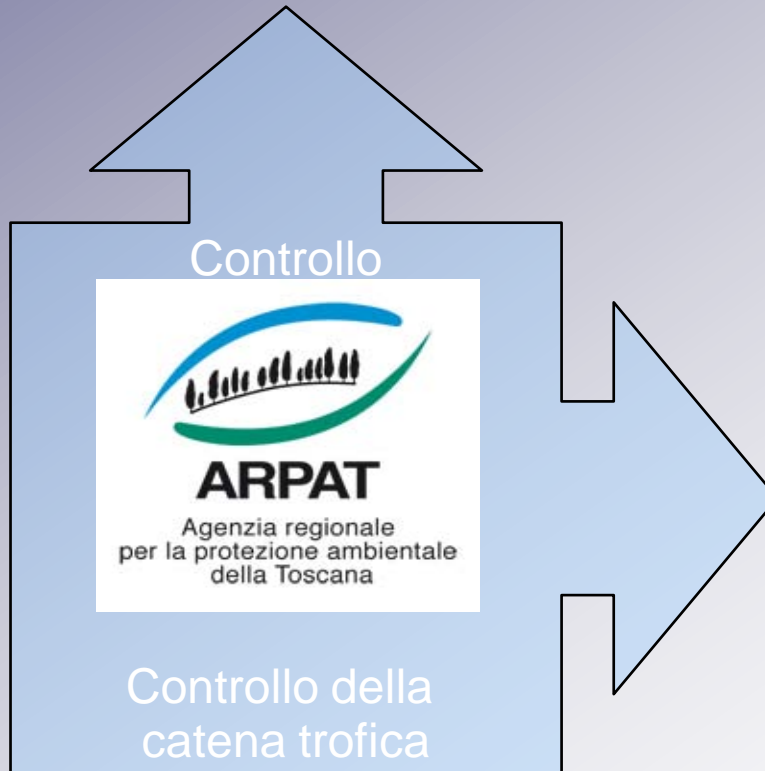 Controllo
ARPAT
Agenzia regionale
per la protezione ambientale
della Toscana
Controllo della
catena trofica